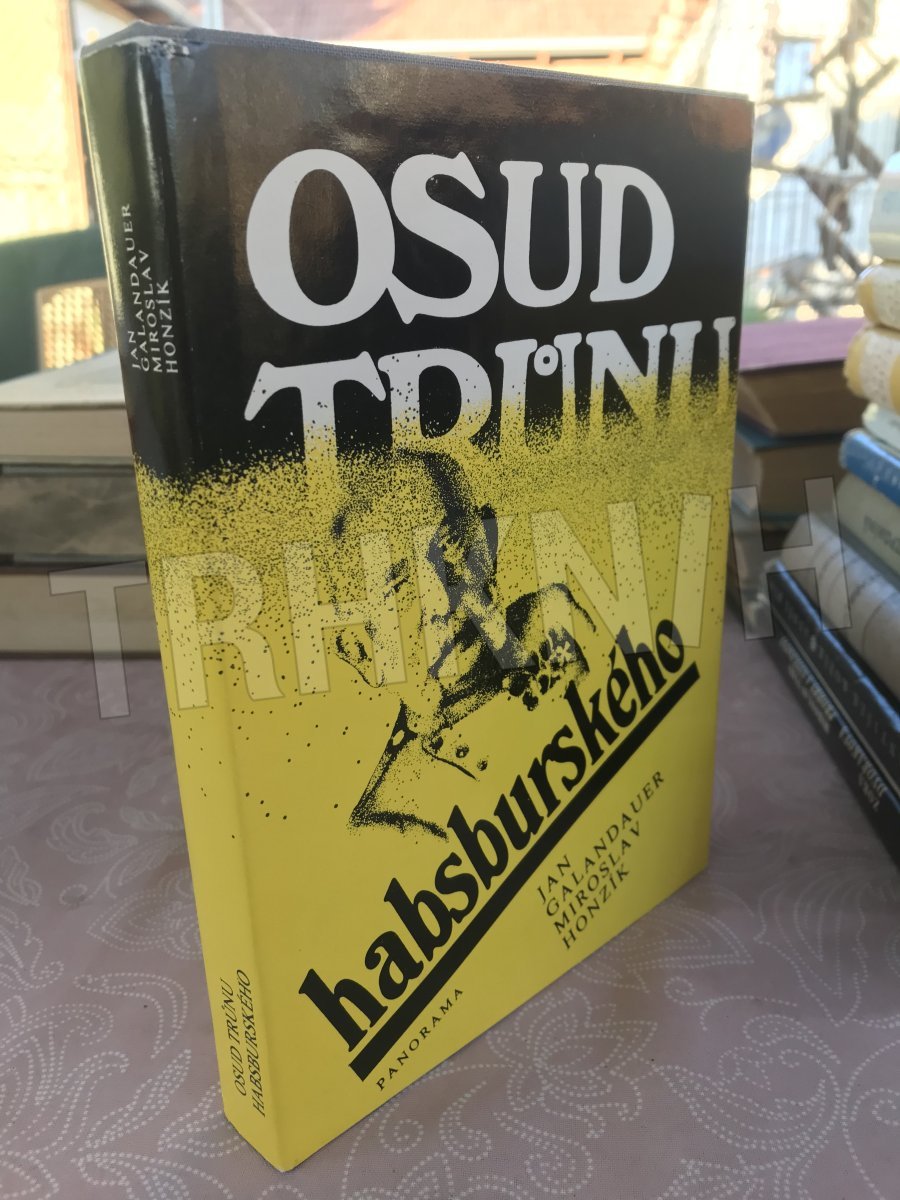 OSUD
TRŮNU
habsburského
JAN
GALANDAUER
MIROSLAV
HONZÍK
PANORAMA
JAN
GALANDAUER
MIROSLAV
HONZÍK
OSUD TRŮNU
HABSBURSKÉHO
TRHKNIH